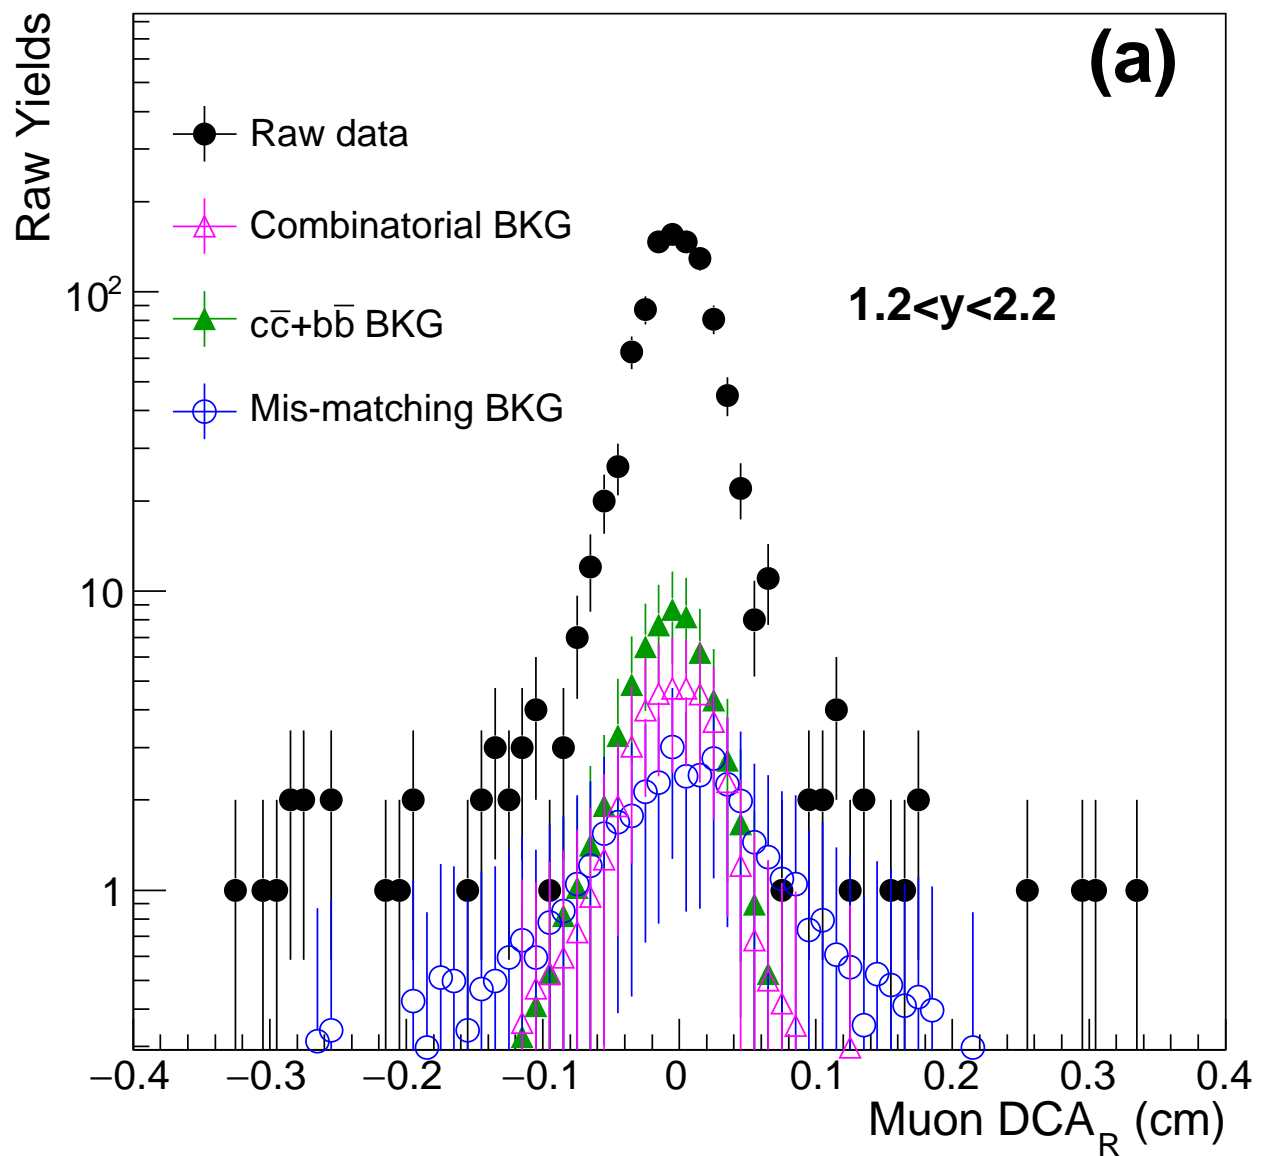 (a)
Raw Yields
Raw data
Combinatorial BKG
cc̅+bb̅ BKG
Mis-matching BKG
1.2<y<2.2
10²
10
1
−0.4 −0.3 −0.2 −0.1 0 0.1 0.2 0.3 0.4
Muon DCA_R (cm)